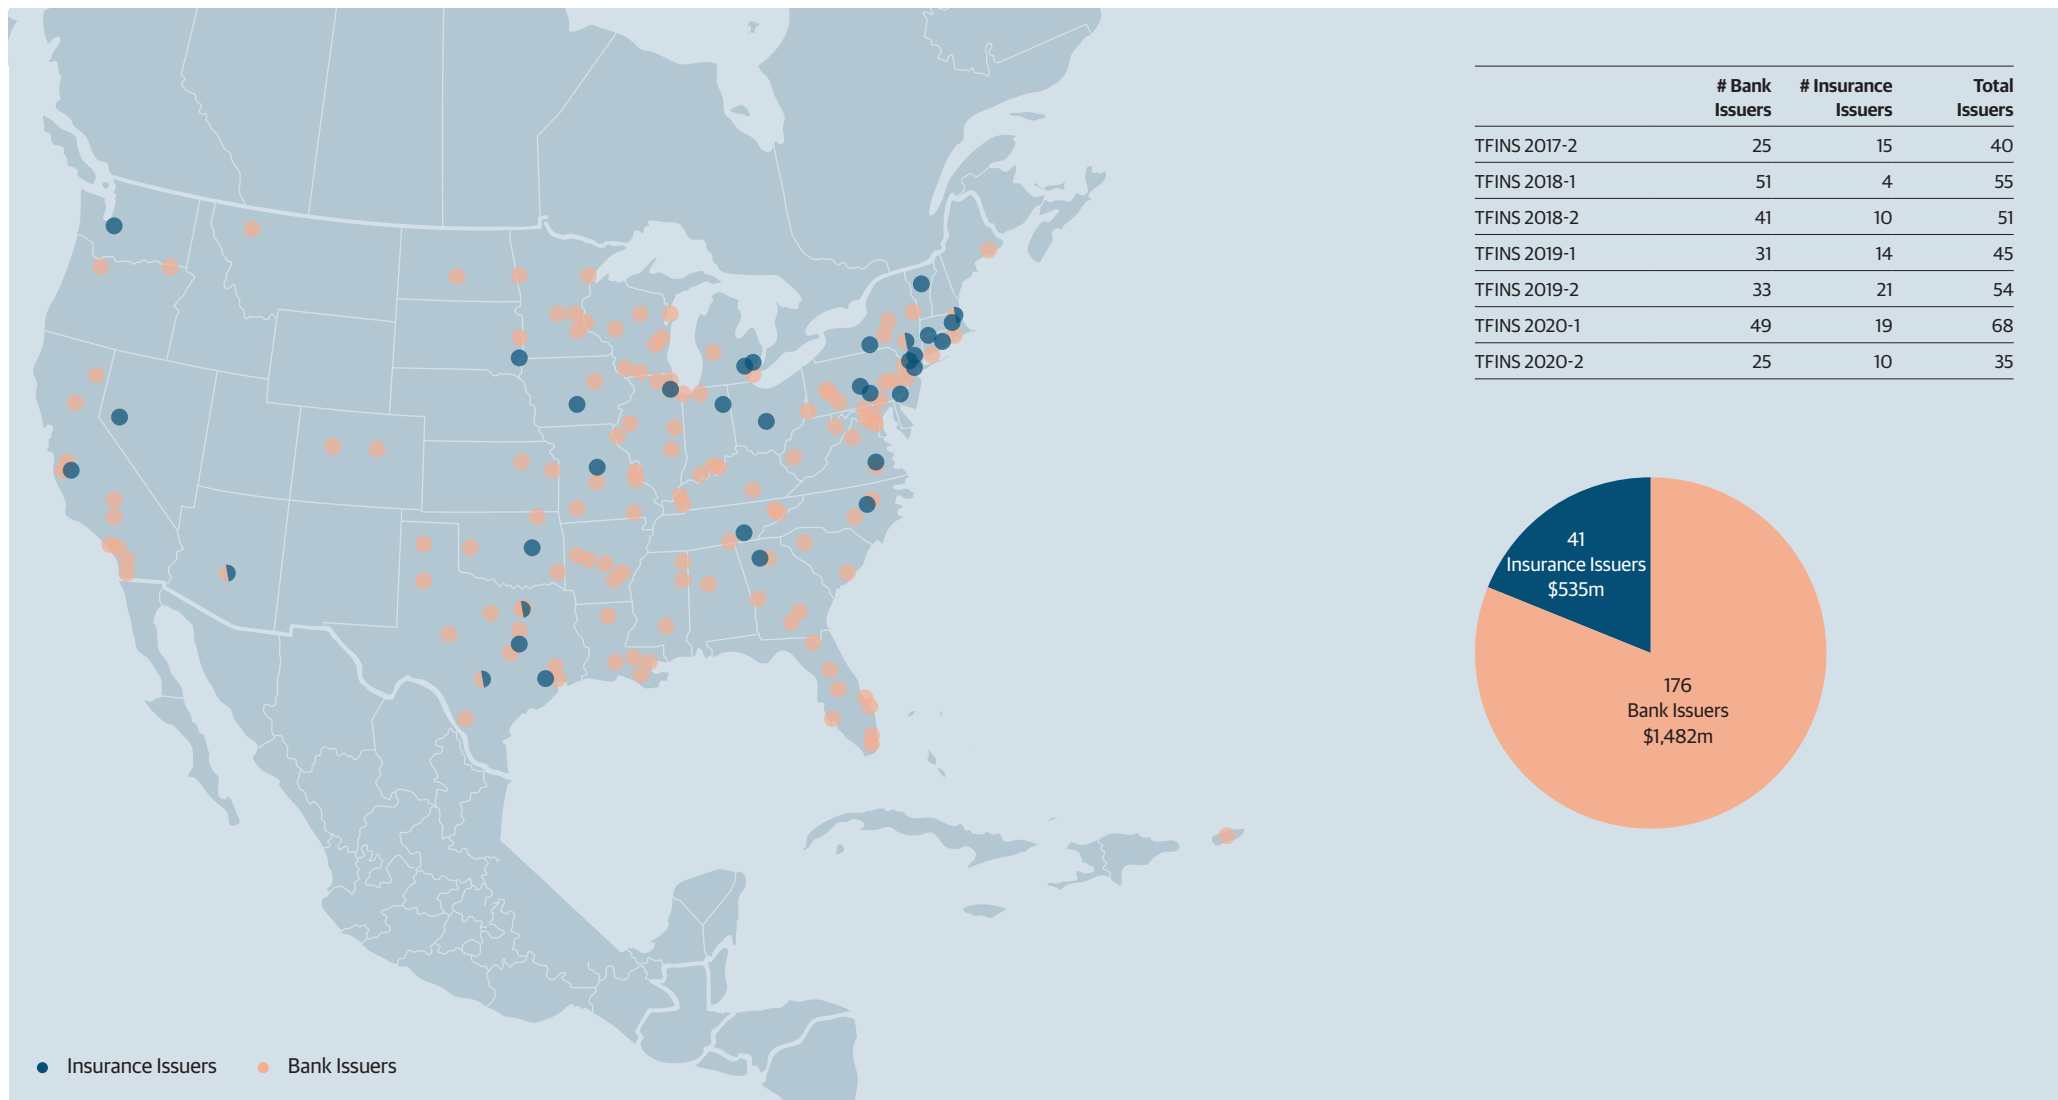 # Bank Issuers # Insurance Issuers Total Issuers
TFINS 2017-2 25 15 40
TFINS 2018-1 51 4 55
TFINS 2018-2 41 10 51
TFINS 2019-1 31 14 45
TFINS 2019-2 33 21 54
TFINS 2020-1 49 19 68
TFINS 2020-2 25 10 35
41
Insurance Issuers
$535m
176
Bank Issuers
$1,482m
Insurance Issuers
Bank Issuers